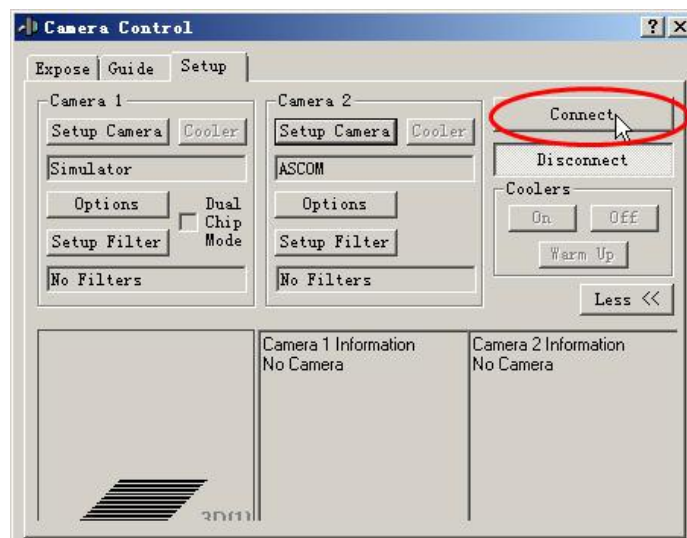 Camera Control
Expose Guide Setup
Camera 1
Setup Camera Cooler
Simulator
Options
Dual Chip Mode
Setup Filter
No Filters
Camera 2
Setup Camera Cooler
ASCOM
Options
Setup Filter
No Filters
Connect
Disconnect
Coolers
On Off
Warm Up
Less <<
Camera 1 Information
No Camera
Camera 2 Information
No Camera